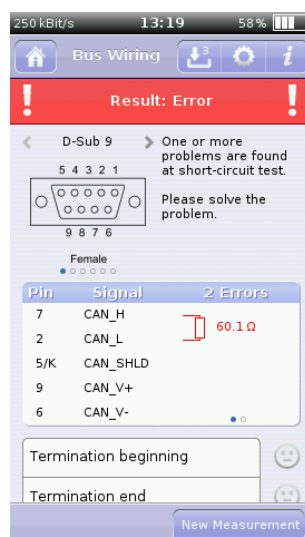 250 kBit/s 13:19 58 %
Bus Wiring 3 i
! Result: Error !
D-Sub 9
5 4 3 2 1
9 8 7 6
Female
One or more
problems are found
at short-circuit test.
Please solve the
problem.
Pin Signal 2 Errors
7 CAN_H
60.1 Ω
2 CAN_L
5/K CAN_SHLD
9 CAN_V+
6 CAN_V-
Termination beginning
Termination end
New Measurement